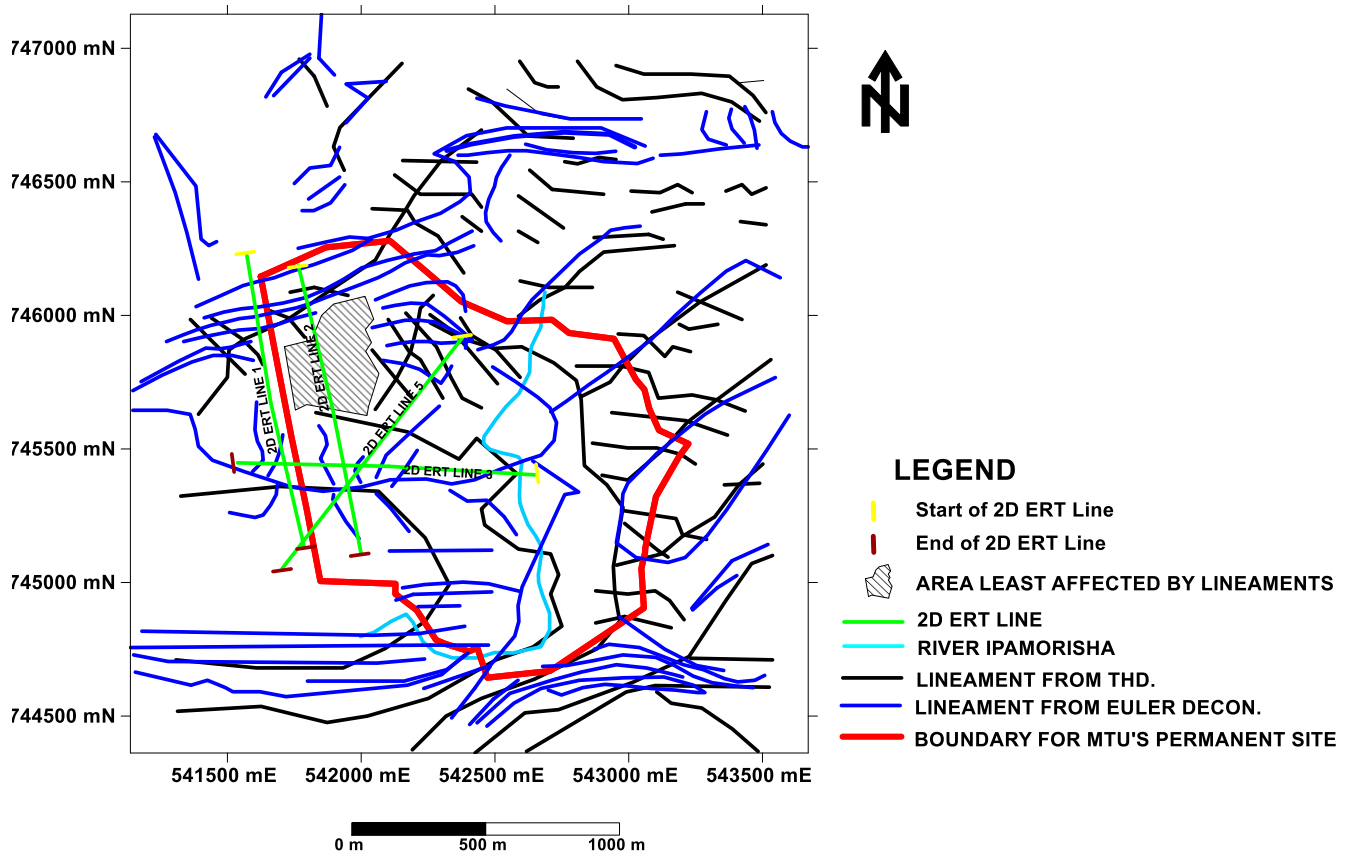 747000 mN
746500 mN
746000 mN
745500 mN
745000 mN
744500 mN
541500 mE
542000 mE
542500 mE
543000 mE
543500 mE
2D ERT LINE 1
2D ERT LINE 2
2D ERT LINE 5
2D ERT LINE 3
N
LEGEND
Start of 2D ERT Line
End of 2D ERT Line
AREA LEAST AFFECTED BY LINEAMENTS
2D ERT LINE
RIVER IPAMORISHA
LINEAMENT FROM THD.
LINEAMENT FROM EULER DECON.
BOUNDARY FOR MTU'S PERMANENT SITE
0 m
500 m
1000 m